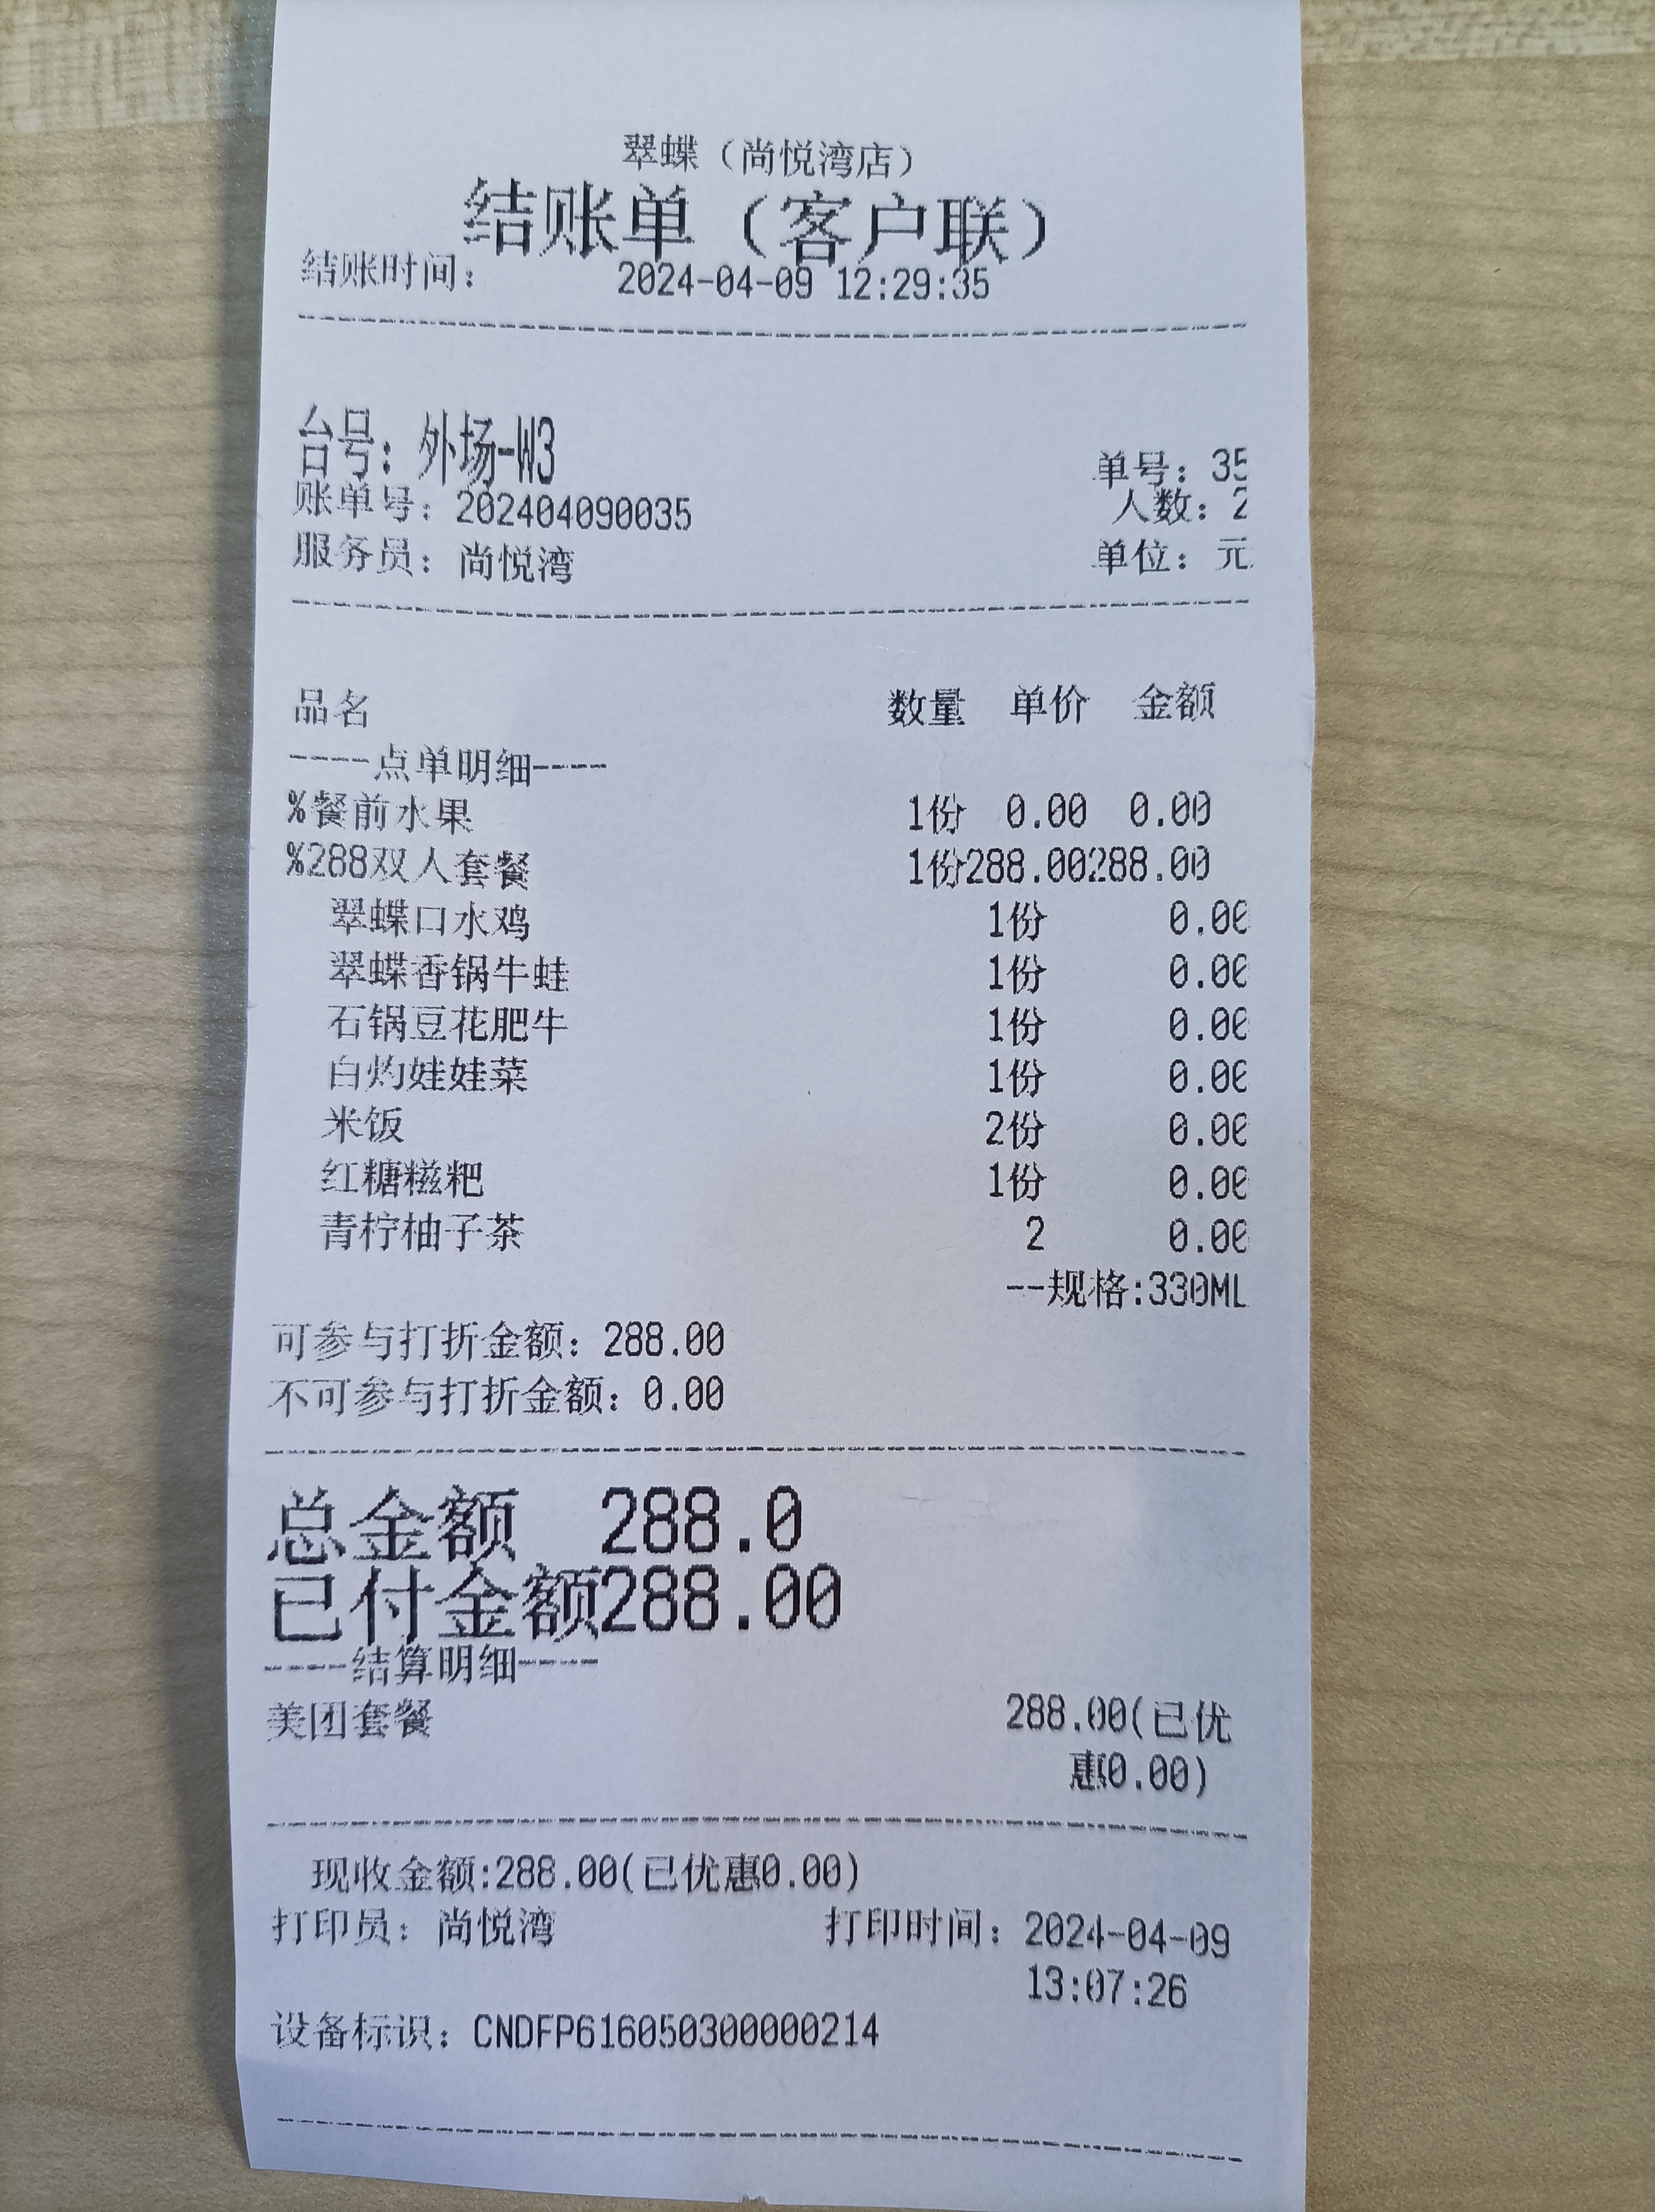 翠蝶（尚悦湾店）
结账单（客户联）
结账时间： 2024-04-09 12:29:35
台号：外场-W3 单号：35
账单号：202404090035 人数：2
服务员：尚悦湾 单位：元
品名 数量 单价 金额
----点单明细----
%餐前水果 1份 0.00 0.00
%288双人套餐 1份288.00288.00
翠蝶口水鸡 1份 0.00
翠蝶香锅牛蛙 1份 0.00
石锅豆花肥牛 1份 0.00
白灼娃娃菜 1份 0.00
米饭 2份 0.00
红糖糍粑 1份 0.00
青柠柚子茶 2 0.00
--规格:330ML
可参与打折金额：288.00
不可参与打折金额：0.00
总金额 288.0
已付金额288.00
----结算明细----
美团套餐 288.00(已优
惠0.00)
现收金额:288.00(已优惠0.00)
打印员：尚悦湾 打印时间：2024-04-09
13:07:26
设备标识：CNDFP616050300000214